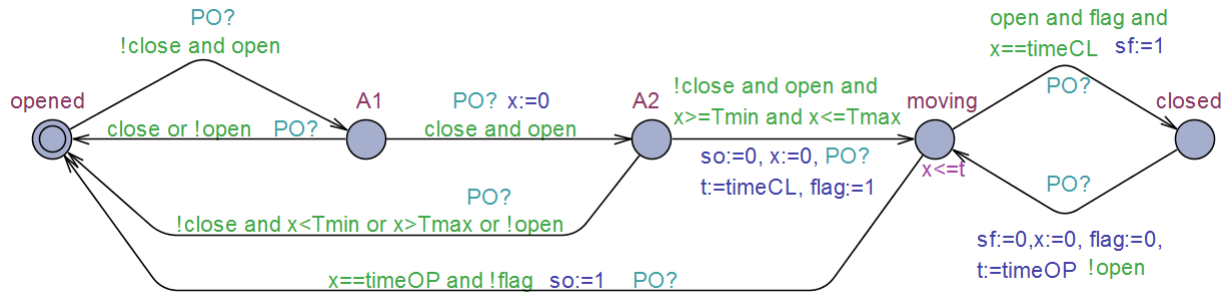 PO?
!close and open
opened
close or !open PO?
A1
PO? x:=0
close and open
A2
!close and open and
x>=Tmin and x<=Tmax
so:=0, x:=0, PO?
t:=timeCL, flag:=1
moving
x<=t
open and flag and
x==timeCL sf:=1
PO?
closed
PO?
sf:=0,x:=0, flag:=0,
t:=timeOP !open
PO?
!close and x<Tmin or x>Tmax or !open
x==timeOP and !flag so:=1 PO?